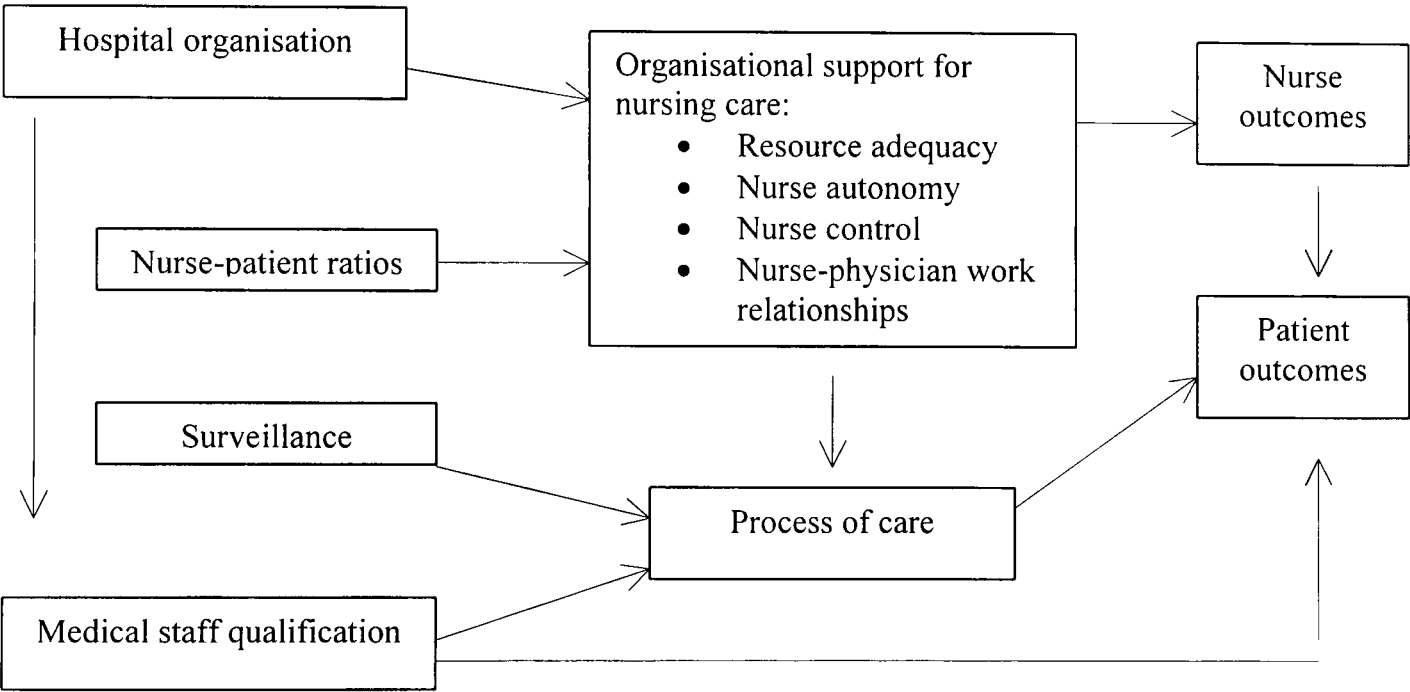 Hospital organisation
Organisational support for
nursing care:
• Resource adequacy
• Nurse autonomy
• Nurse control
• Nurse-physician work
relationships
Nurse
outcomes
Nurse-patient ratios
Patient
outcomes
Surveillance
Process of care
Medical staff qualification